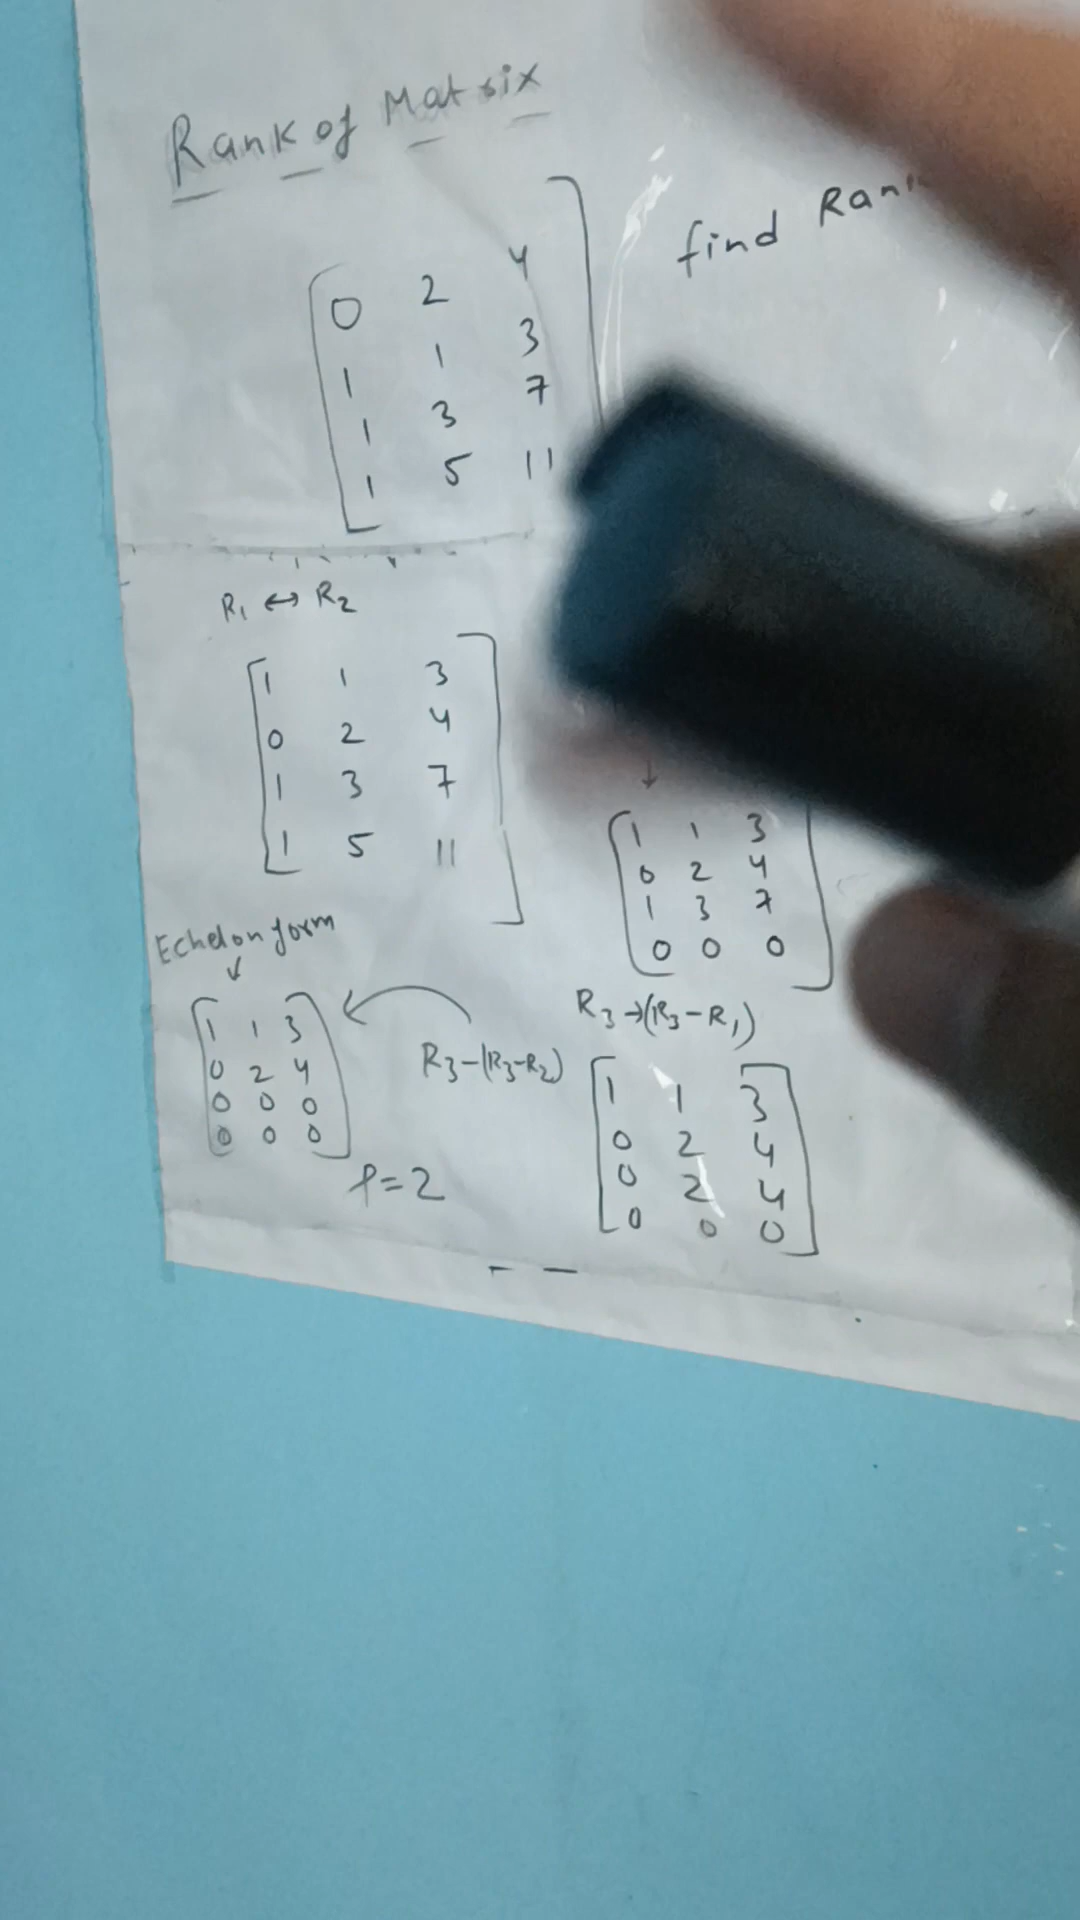 Rank of Matrix
find
0 2 4
1 1 3
1 3 7
1 5 11
R1 ↔ R2
1 1 3
0 2 4
1 3 7
1 5 11
1 1 3
0 2 4
1 3 7
0 0 0
R3→(R3-R1)
1 1 3
0 2 4
0 2 4
0 0 0
R3-(R3-R2)
Echelon form
1 1 3
0 2 4
0 0 0
0 0 0
ρ=2